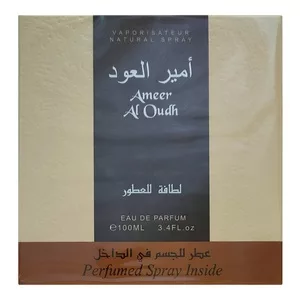 VAPORISATEUR
NATURAL SPRAY
أمير العود
Ameer
Al Oudh
لطافة للعطور
EAU DE PARFUM
℮100ML 3.4FL.oz
عطر للجسم في الداخل
Perfumed Spray Inside